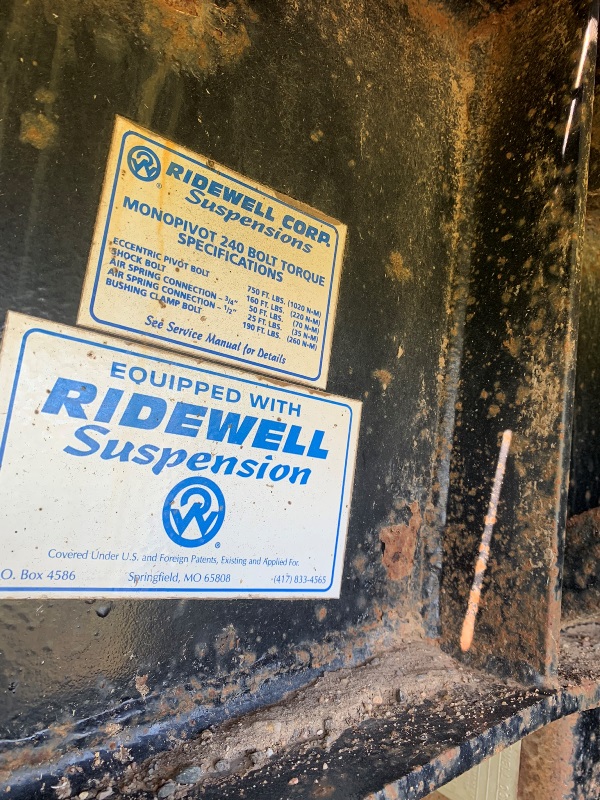 RIDEWELL CORP.
Suspensions
MONOPIVOT 240 BOLT TORQUE
SPECIFICATIONS
ECCENTRIC PIVOT BOLT 750 FT. LBS. (1020 N-M)
SHOCK BOLT 160 FT. LBS. (220 N-M)
AIR SPRING CONNECTION – 3/4" 50 FT. LBS. (70 N-M)
AIR SPRING CONNECTION – 1/2" 25 FT. LBS. (35 N-M)
BUSHING CLAMP BOLT 190 FT. LBS. (260 N-M)
See Service Manual for Details
EQUIPPED WITH
RIDEWELL
Suspension
®
Covered Under U.S. and Foreign Patents, Existing and Applied For.
O. Box 4586 Springfield, MO 65808 (417) 833-4565